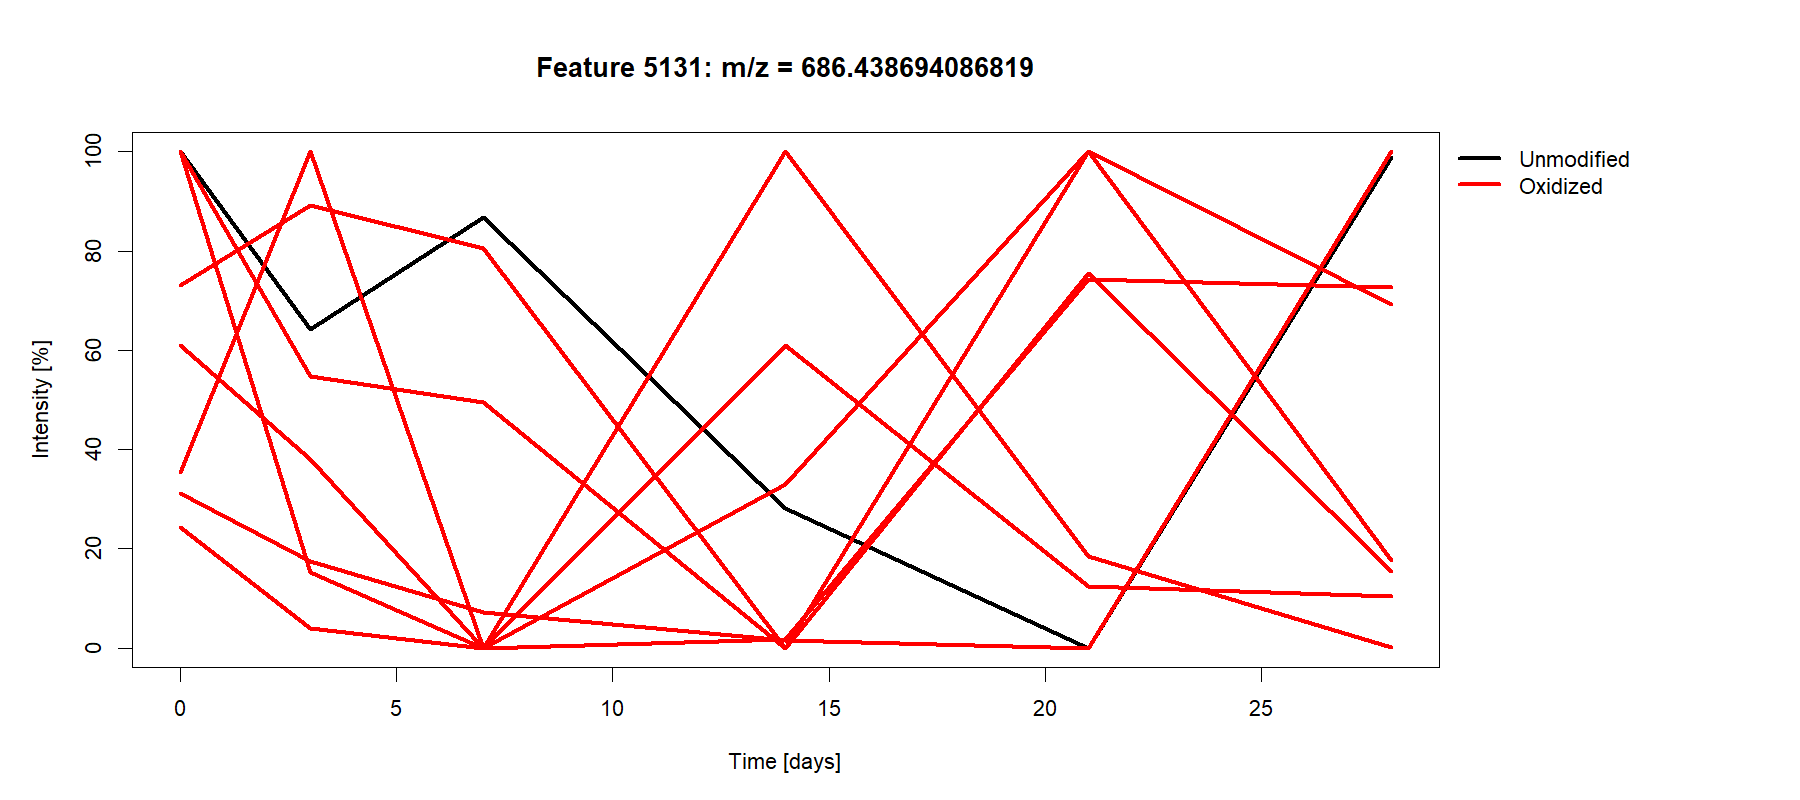 Feature 5131: m/z = 686.438694086819
Unmodified
Oxidized
Intensity [%]
100
80
60
40
20
0
0 5 10 15 20 25
Time [days]